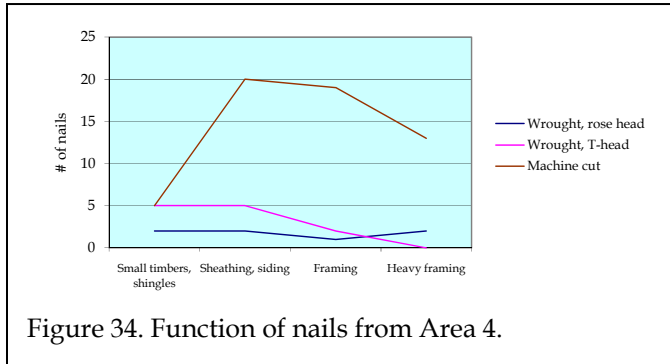 25
20
15
10
5
0
# of nails
Small timbers,
shingles
Sheathing, siding
Framing
Heavy framing
Wrought, rose head
Wrought, T-head
Machine cut
Figure 34. Function of nails from Area 4.